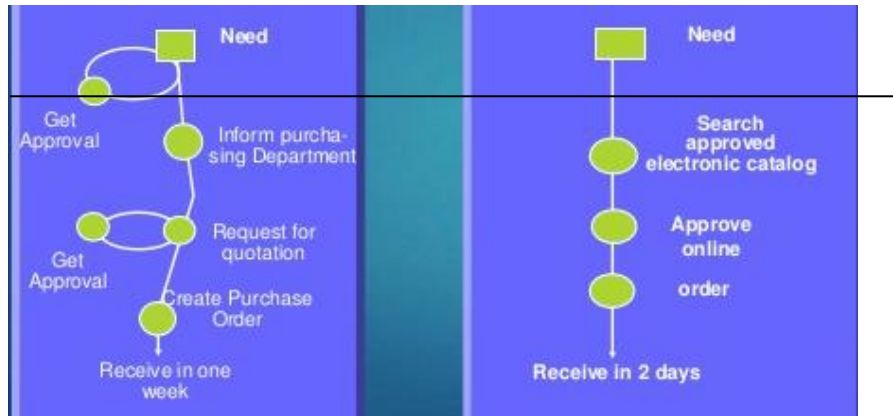 Need
Get
Approval
Inform purcha-
sing Department
Request for
quotation
Get
Approval
Create Purchase
Order
Receive in one
week
Need
Search
approved
electronic catalog
Approve
online
order
Receive in 2 days